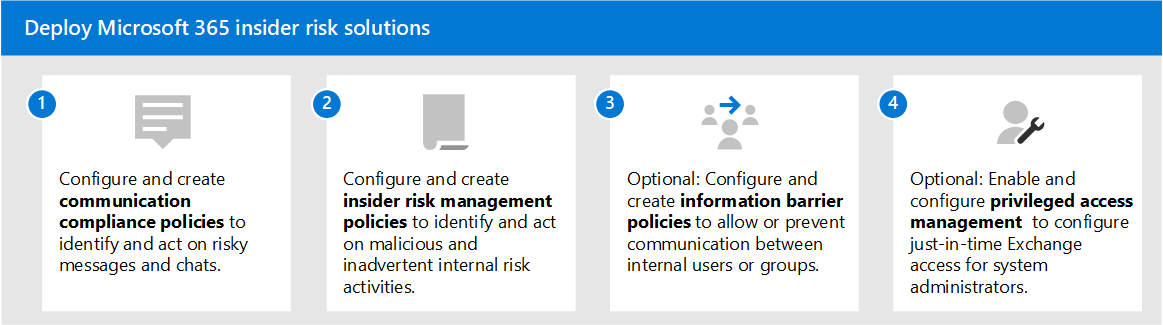 Deploy Microsoft 365 insider risk solutions
1
Configure and create
communication
compliance policies to
identify and act on risky
messages and chats.
2
Configure and create
insider risk management
policies to identify and act
on malicious and
inadvertent internal risk
activities.
3
Optional: Configure and
create information barrier
policies to allow or prevent
communication between
internal users or groups.
4
Optional: Enable and
configure privileged access
management  to configure
just-in-time Exchange
access for system
administrators.